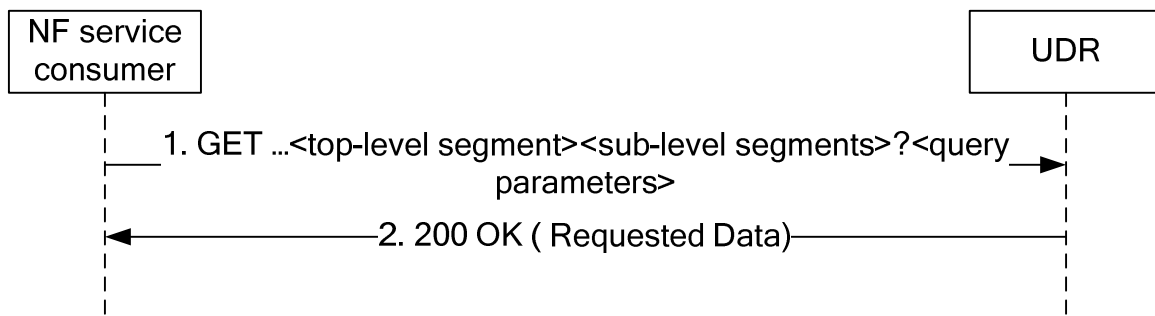 NF service
consumer
UDR
1. GET ...<top-level segment><sub-level segments>?<query
parameters>
2. 200 OK ( Requested Data)